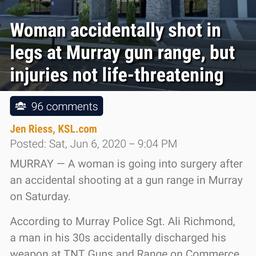 Woman accidentally shot in
legs at Murray gun range, but
injuries not life-threatening
96 comments
Jen Riess, KSL.com
Posted: Sat, Jun 6, 2020 – 9:04 PM
MURRAY — A woman is going into surgery after
an accidental shooting at a gun range in Murray
on Saturday.
According to Murray Police Sgt. Ali Richmond,
a man in his 30s accidentally discharged his
weapon at TNT Guns and Range on Commerce